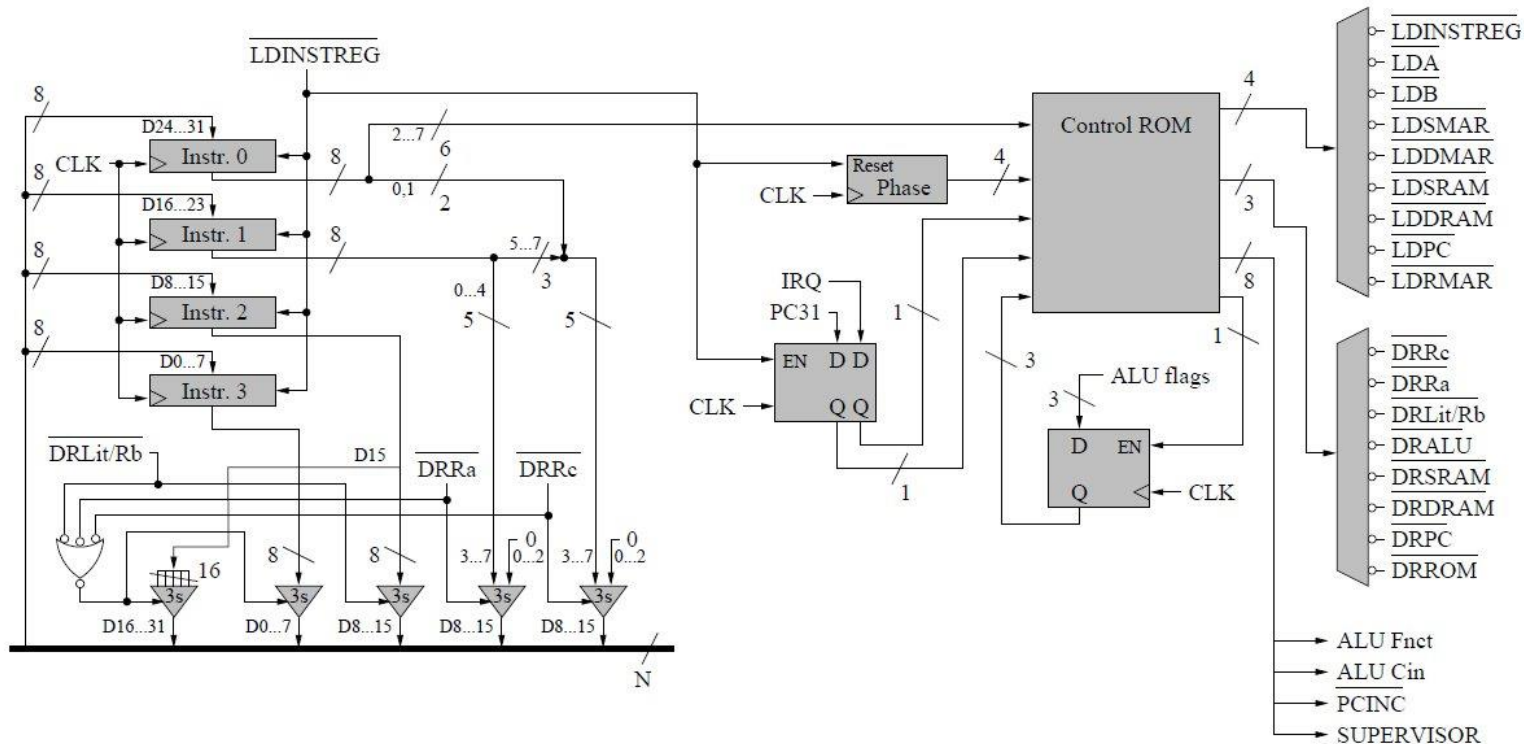 LDINSTREG
8
D24...31
CLK
Instr. 0
8
2...7
6
0,1
2
8
D16...23
Instr. 1
8
5...7
3
0...4
5
5
8
D8...15
Instr. 2
8
D0...7
Instr. 3
DRLit/Rb
D15
DRRa
DRRc
16
8
8
3...7
0
0...2
3...7
0
0...2
3s
3s
3s
3s
3s
D16...31
D0...7
D8...15
D8...15
D8...15
N
Reset
Phase
CLK
4
Control ROM
4
3
8
1
IRQ
PC31
1
EN D D
Q Q
CLK
1
3
ALU flags
3
D EN
Q
CLK
LDINSTREG
LDA
LDB
LDSMAR
LDDMAR
LDSRAM
LDDRAM
LDPC
LDRMAR
DRRc
DRRa
DRLit/Rb
DRALU
DRSRAM
DRDRAM
DRPC
DRROM
ALU Fnct
ALU Cin
PCINC
SUPERVISOR